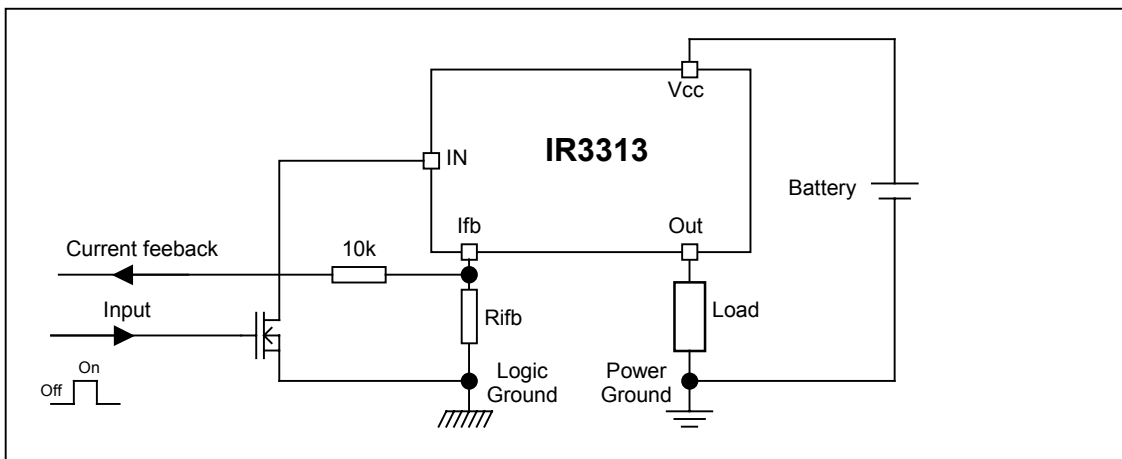 Vcc
IR3313
IN
Battery
Ifb
Out
Current feeback
10k
Input
Rifb
Load
On
Off
Logic
Ground
Power
Ground